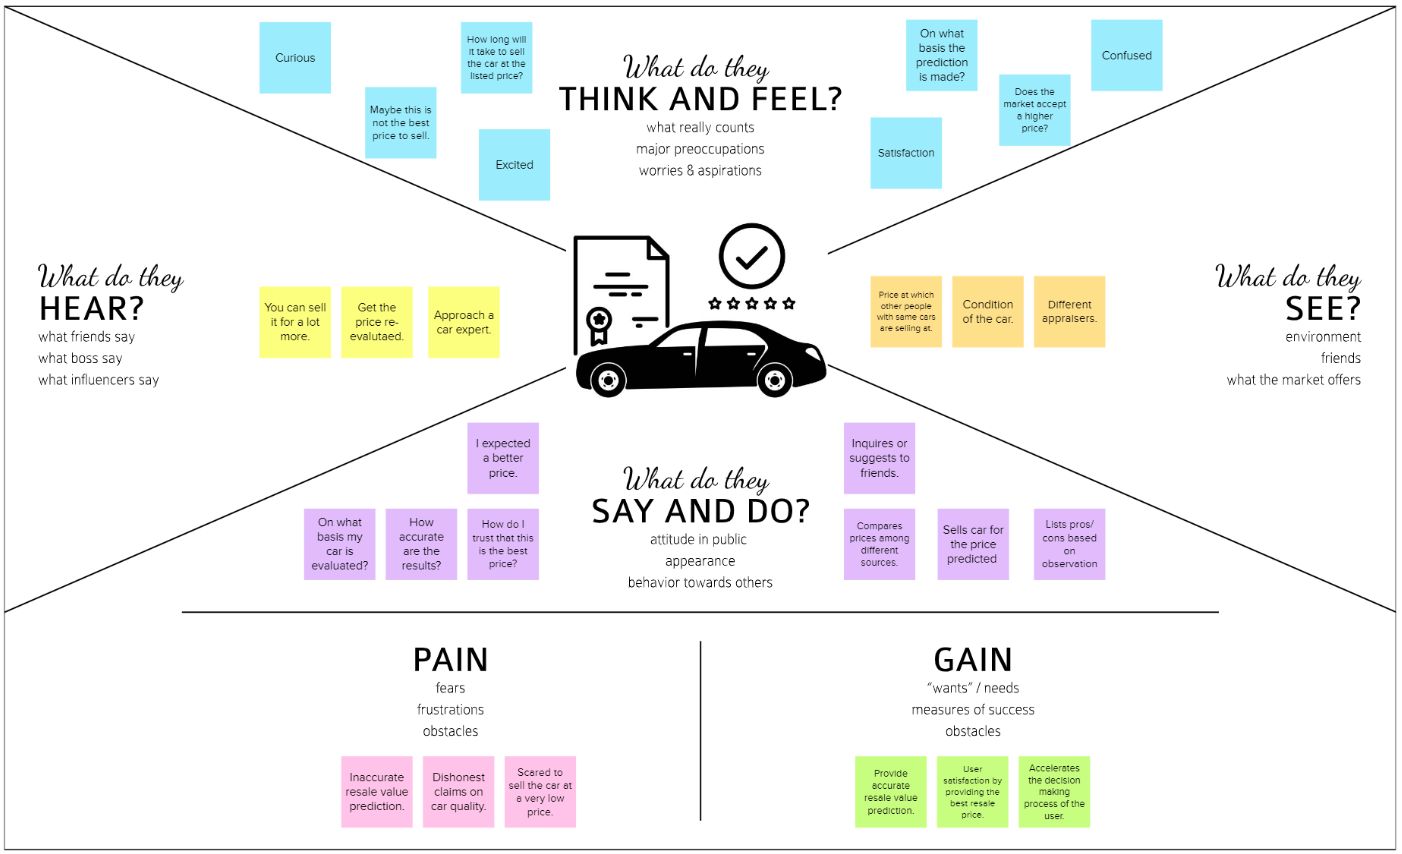 Curious
How long will
it take to sell
the car at the
listed price?
Maybe this is
not the best
price to sell.
Excited
What do they
THINK AND FEEL?
what really counts
major preoccupations
worries & aspirations
On what
basis the
prediction
is made?
Confused
Does the
market accept
a higher
price?
Satisfaction
What do they
HEAR?
what friends say
what boss say
what influencers say
You can sell
it for a lot
more.
Get the
price re-
evalutaed.
Approach a
car expert.
Price at which
other people
with same cars
are selling at.
Condition
of the car.
Different
appraisers.
What do they
SEE?
environment
friends
what the market offers
I expected
a better
price.
On what
basis my
car is
evaluated?
How
accurate
are the
results?
How do I
trust that this
is the best
price?
What do they
SAY AND DO?
attitude in public
appearance
behavior towards others
Inquires or
suggests to
friends.
Compares
prices among
different
sources.
Sells car for
the price
predicted
Lists pros/
cons based
on
observation
PAIN
fears
frustrations
obstacles
Inaccurate
resale value
prediction.
Dishonest
claims on
car quality.
Scared to
sell the car at
a very low
price.
GAIN
“wants” / needs
measures of success
obstacles
Provide
accurate
resale value
prediction.
User
satisfaction by
providing the
best resale
price.
Accelerates
the decision
making
process of the
user.